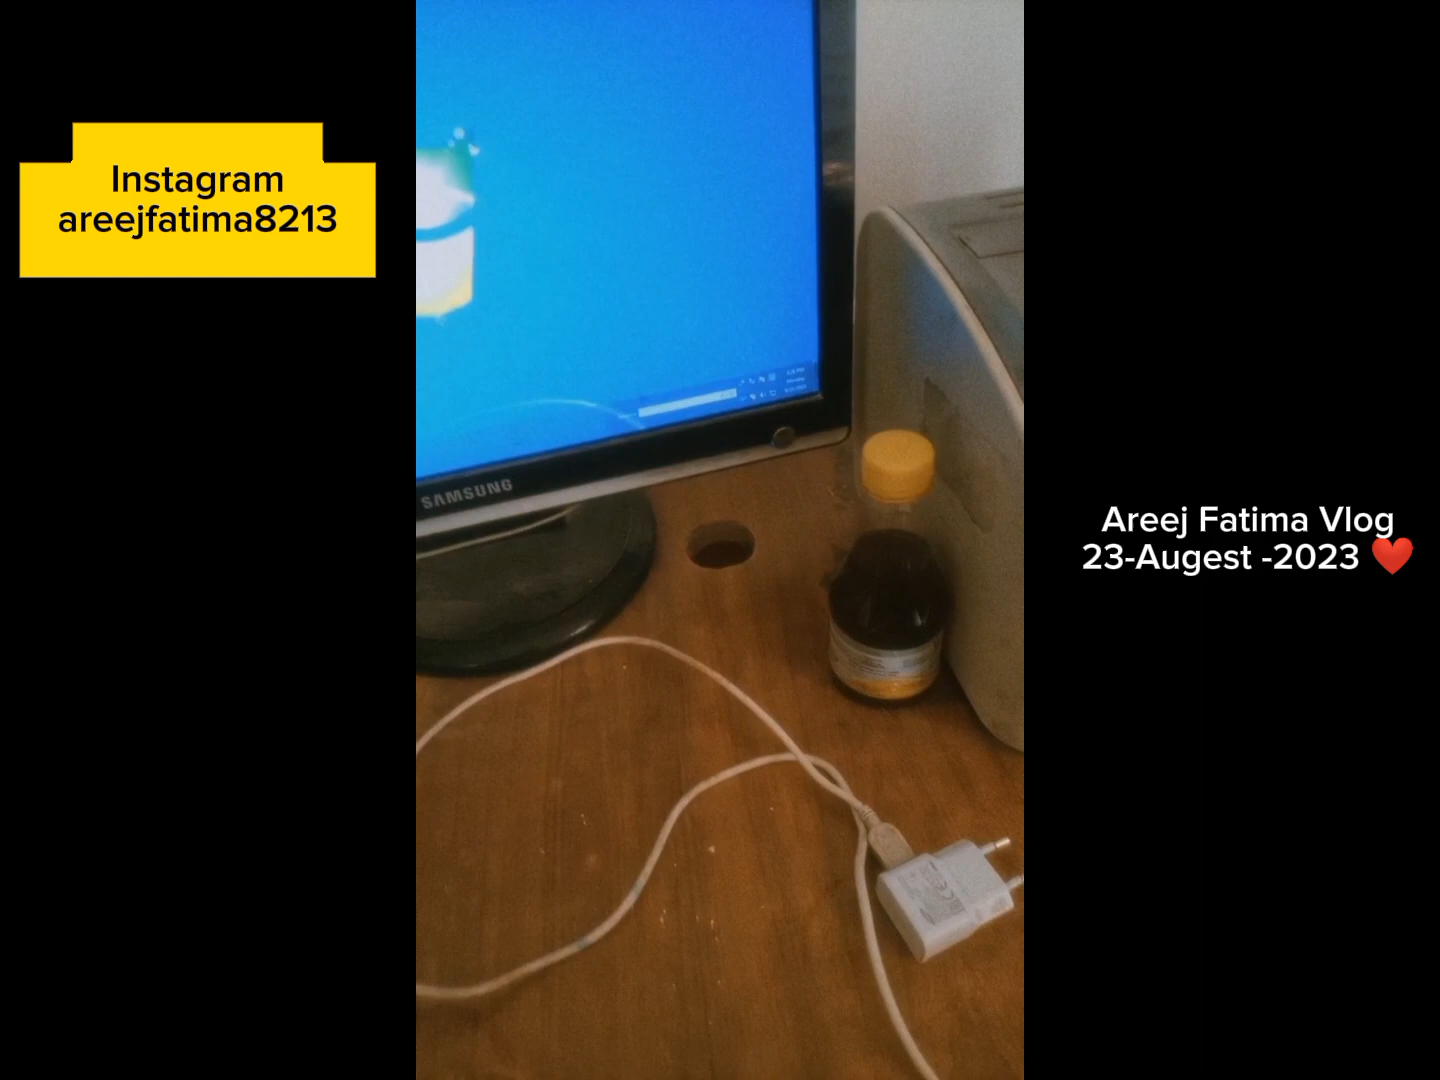 Instagram
areejfatima8213
SAMSUNG
Areej Fatima Vlog
23-Augest -2023 ❤️